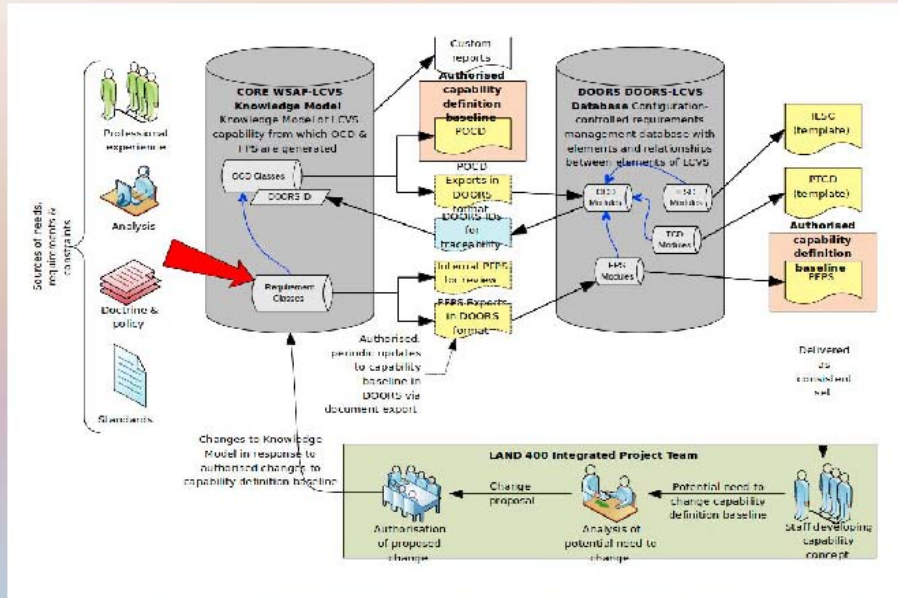 Sources of needs,
requirements &
constraints
Professional
experience
Analysis
Doctrine &
policy
Standards
CORE WSAF-LCVS
Knowledge Model
Knowledge Model of LCVS
capability from which OCD &
FPS are generated
OCD Classes
DOORS ID
Requirement
Classes
Custom
reports
Authorised
capability
definition
baseline
POCD
POCD
Exports in
DOORS
format
DOORS IDs
for
traceability
Internal PFPS
for review
PFPS Exports
in DOORS
format
Authorised,
periodic updates
to capability
baseline in
DOORS via
document export
DOORS DOORS-LCVS
Database Configuration-
controlled requirements
management database with
elements and relationships
between elements of LCVS
OCD
Modules
Modules
TCD
Modules
FPS
Modules
ILSC
(template)
PTCD
(template)
Authorised
capability
definition
baseline
PFPS
Delivered
as
consistent
set
Changes to Knowledge
Model in response to
authorised changes to
capability definition baseline
LAND 400 Integrated Project Team
Authorisation
of proposed
change
Change
proposal
Analysis of
potential need to
change
Potential need to
change capability
definition baseline
Staff developing
capability
concept